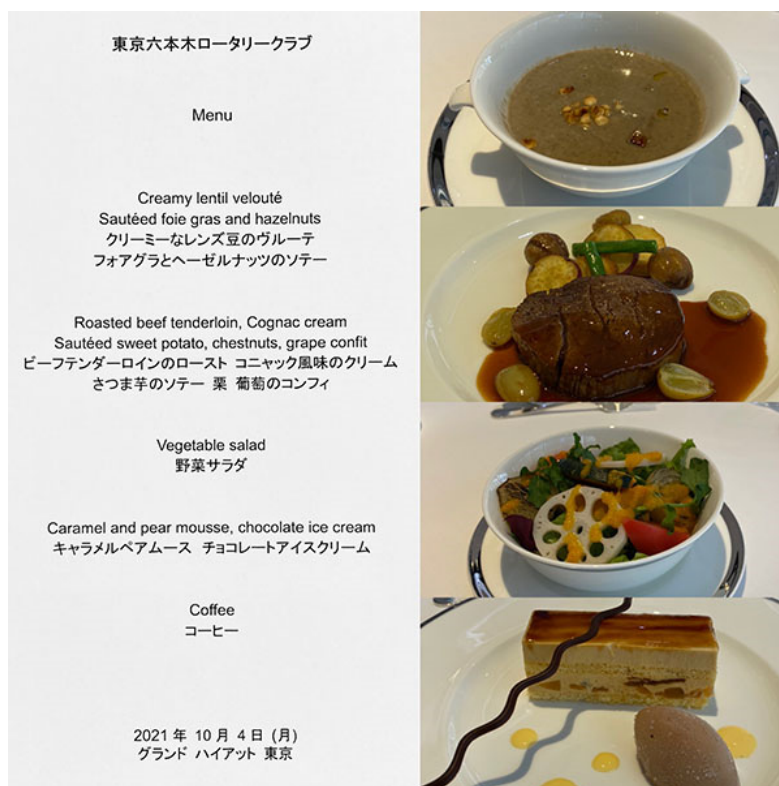 東京六本木ロータリークラブ
Menu
Creamy lentil velouté
Sautéed foie gras and hazelnuts
クリーミーなレンズ豆のヴルーテ
フォアグラとヘーゼルナッツのソテー
Roasted beef tenderloin, Cognac cream
Sautéed sweet potato, chestnuts, grape confit
ビーフテンダーロインのロースト コニャック風味のクリーム
さつま芋のソテー 栗 葡萄のコンフィ
Vegetable salad
野菜サラダ
Caramel and pear mousse, chocolate ice cream
キャラメルペアムース チョコレートアイスクリーム
Coffee
コーヒー
2021 年 10 月 4 日 (月)
グランド ハイアット 東京